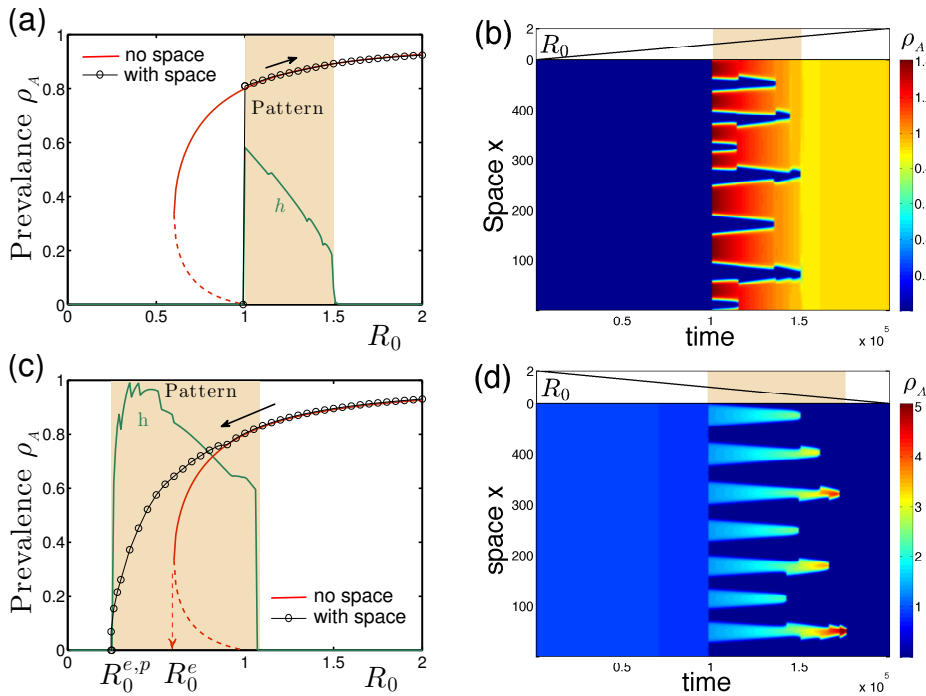 (a)
Prevalance ρ_A
1
0.8
0.6
0.4
0.2
0
no space
with space
Pattern
h
0 0.5 1 1.5 2
R_0
(b)
2
0
R_0
ρ_A
Space x
400
300
200
100
0.5 1 1.5
x 10^5
time
(c)
Prevalence ρ_A
1
0.8
0.6
0.4
0.2
0
Pattern
h
no space
with space
0 0.5 1 1.5 2
R_0^{e,p} R_0^e R_0
(d)
2
0
R_0
ρ_A
5
4
3
2
1
0
space x
400
300
200
100
0.5 1 1.5
x 10^5
time